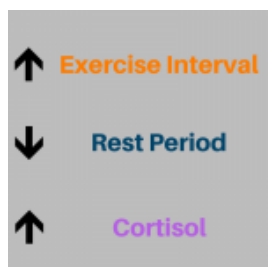 ↑ Exercise Interval
↓ Rest Period
↑ Cortisol